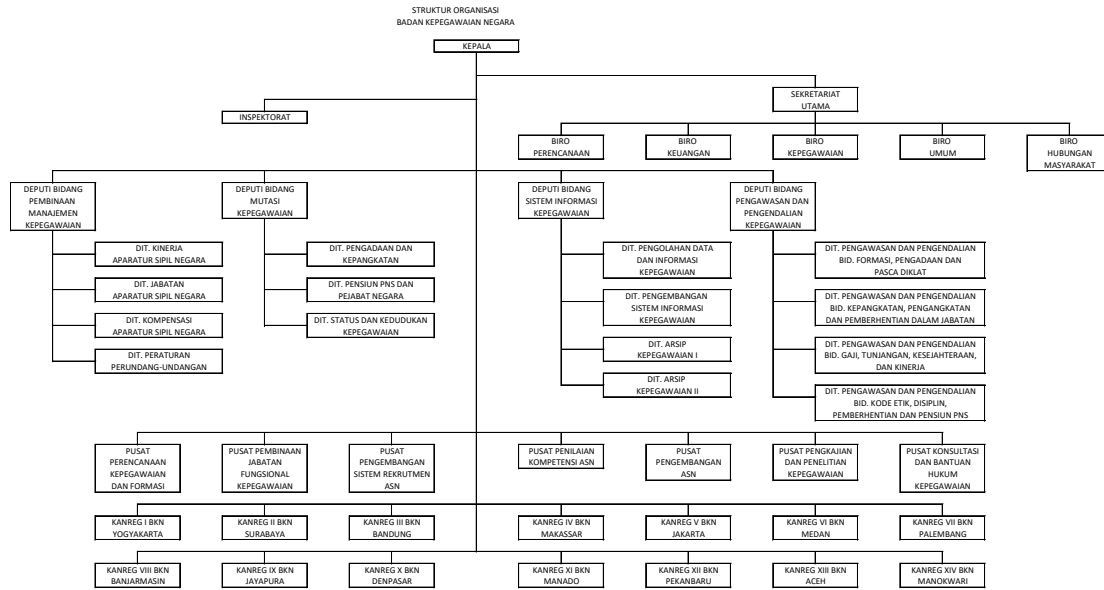 STRUKTUR ORGANISASI
BADAN KEPEGAWAIAN NEGARA
KEPALA
SEKRETARIAT
UTAMA
INSPEKTORAT
BIRO
PERENCANAAN
BIRO
KEUANGAN
BIRO
KEPEGAWAIAN
BIRO
UMUM
BIRO
HUBUNGAN
MASYARAKAT
DEPUTI BIDANG
PEMBINAAN
MANAJEMEN
KEPEGAWAIAN
DEPUTI BIDANG
MUTASI
KEPEGAWAIAN
DEPUTI BIDANG
SISTEM INFORMASI
KEPEGAWAIAN
DEPUTI BIDANG
PENGAWASAN DAN
PENGENDALIAN
KEPEGAWAIAN
DIT. KINERJA
APARATUR SIPIL NEGARA
DIT. JABATAN
APARATUR SIPIL NEGARA
DIT. KOMPENSASI
APARATUR SIPIL NEGARA
DIT. PERATURAN
PERUNDANG-UNDANGAN
DIT. PENGADAAN DAN
KEPANGKATAN
DIT. PENSIUN PNS DAN
PEJABAT NEGARA
DIT. STATUS DAN KEDUDUKAN
KEPEGAWAIAN
DIT. PENGOLAHAN DATA
DAN INFORMASI
KEPEGAWAIAN
DIT. PENGEMBANGAN
SISTEM INFORMASI
KEPEGAWAIAN
DIT. ARSIP
KEPEGAWAIAN I
DIT. ARSIP
KEPEGAWAIAN II
DIT. PENGAWASAN DAN PENGENDALIAN
BID. FORMASI, PENGADAAN DAN
PASCA DIKLAT
DIT. PENGAWASAN DAN PENGENDALIAN
BID. KEPANGKATAN, PENGANGKATAN
DAN PEMBERHENTIAN DALAM JABATAN
DIT. PENGAWASAN DAN PENGENDALIAN
BID. GAJI, TUNJANGAN, KESEJAHTERAAN,
DAN KINERJA
DIT. PENGAWASAN DAN PENGENDALIAN
BID. KODE ETIK, DISIPLIN,
PEMBERHENTIAN DAN PENSIUN PNS
PUSAT
PERENCANAAN
KEPEGAWAIAN
DAN FORMASI
PUSAT PEMBINAAN
JABATAN
FUNGSIONAL
KEPEGAWAIAN
PUSAT
PENGEMBANGAN
SISTEM REKRUTMEN
ASN
PUSAT PENILAIAN
KOMPETENSI ASN
PUSAT
PENGEMBANGAN
ASN
PUSAT PENGKAJIAN
DAN PENELITIAN
KEPEGAWAIAN
PUSAT KONSULTASI
DAN BANTUAN
HUKUM
KEPEGAWAIAN
KANREG I BKN
YOGYAKARTA
KANREG II BKN
SURABAYA
KANREG III BKN
BANDUNG
KANREG IV BKN
MAKASSAR
KANREG V BKN
JAKARTA
KANREG VI BKN
MEDAN
KANREG VII BKN
PALEMBANG
KANREG VIII BKN
BANJARMASIN
KANREG IX BKN
JAYAPURA
KANREG X BKN
DENPASAR
KANREG XI BKN
MANADO
KANREG XII BKN
PEKANBARU
KANREG XIII BKN
ACEH
KANREG XIV BKN
MANOKWARI